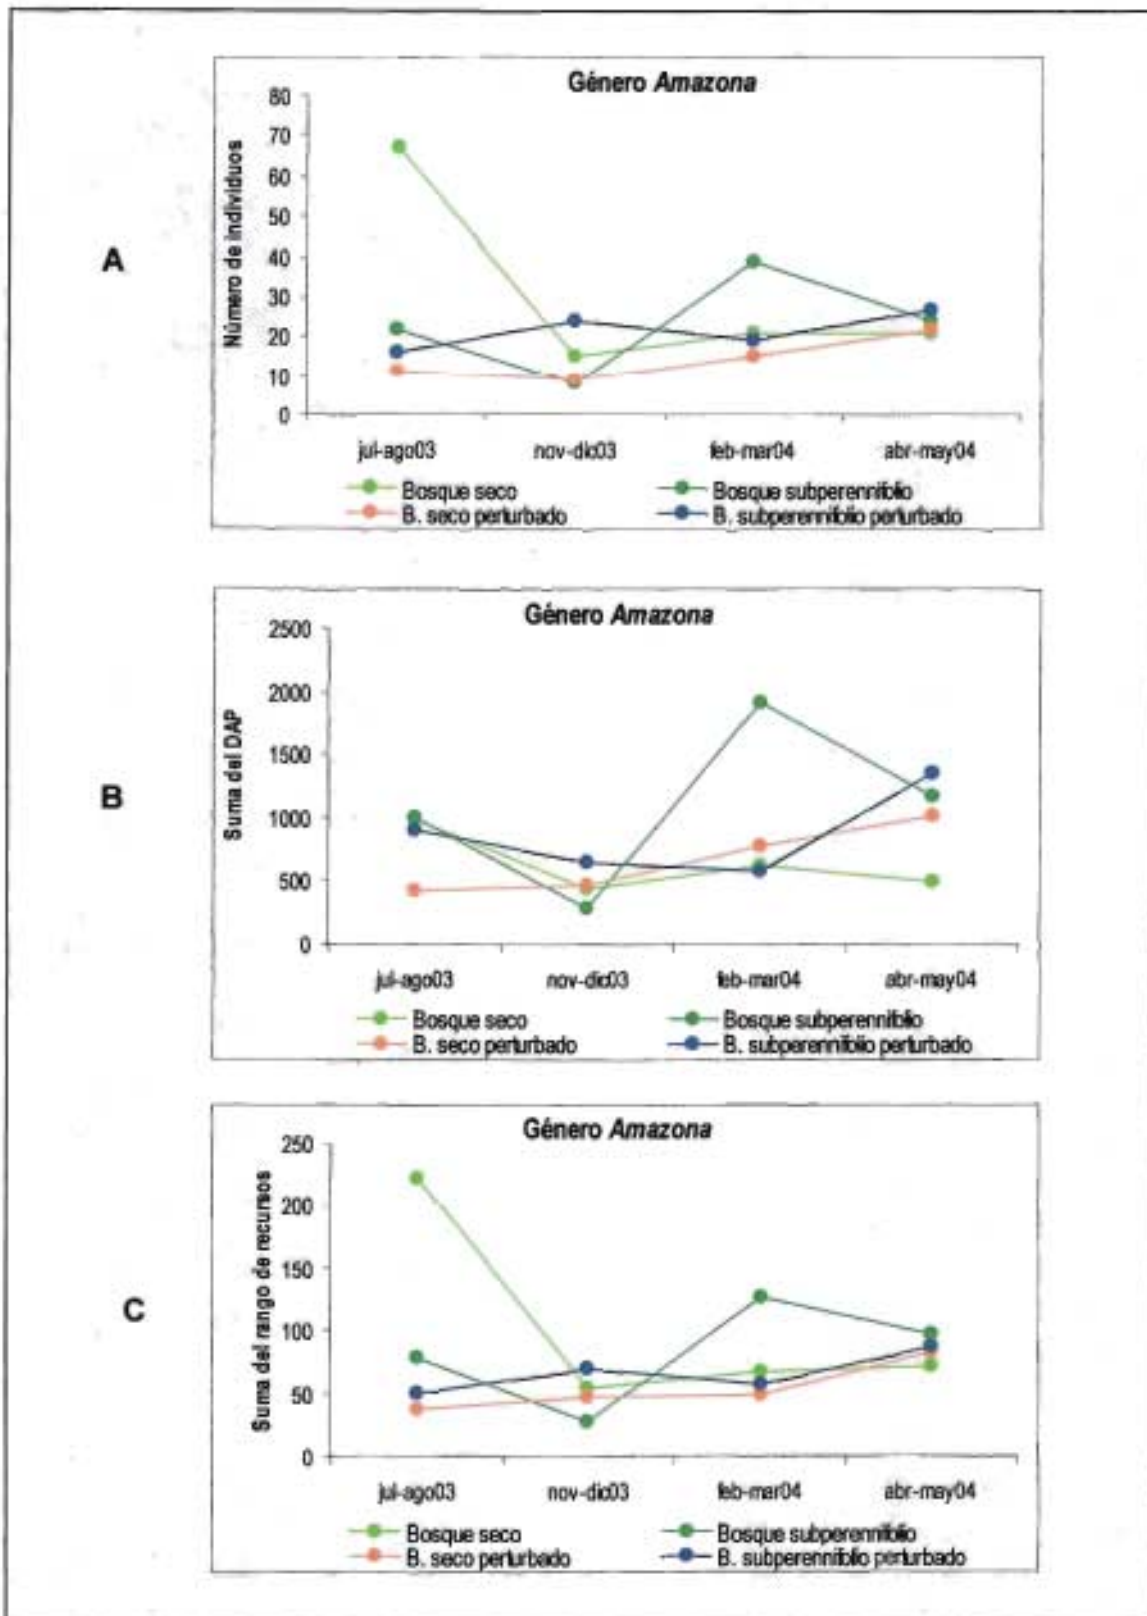 A
Género Amazona
Número de individuos
80
70
60
50
40
30
20
10
0
jul-ago03 nov-dic03 feb-mar04 abr-may04
Bosque seco Bosque subperennifolio
B. seco perturbado B. subperennifolio perturbado
B
Género Amazona
Suma del DAP
2500
2000
1500
1000
500
0
jul-ago03 nov-dic03 feb-mar04 abr-may04
Bosque seco Bosque subperennifolio
B. seco perturbado B. subperennifolio perturbado
C
Género Amazona
Suma del rango de recursos
250
200
150
100
50
0
jul-ago03 nov-dic03 feb-mar04 abr-may04
Bosque seco Bosque subperennifolio
B. seco perturbado B. subperennifolio perturbado